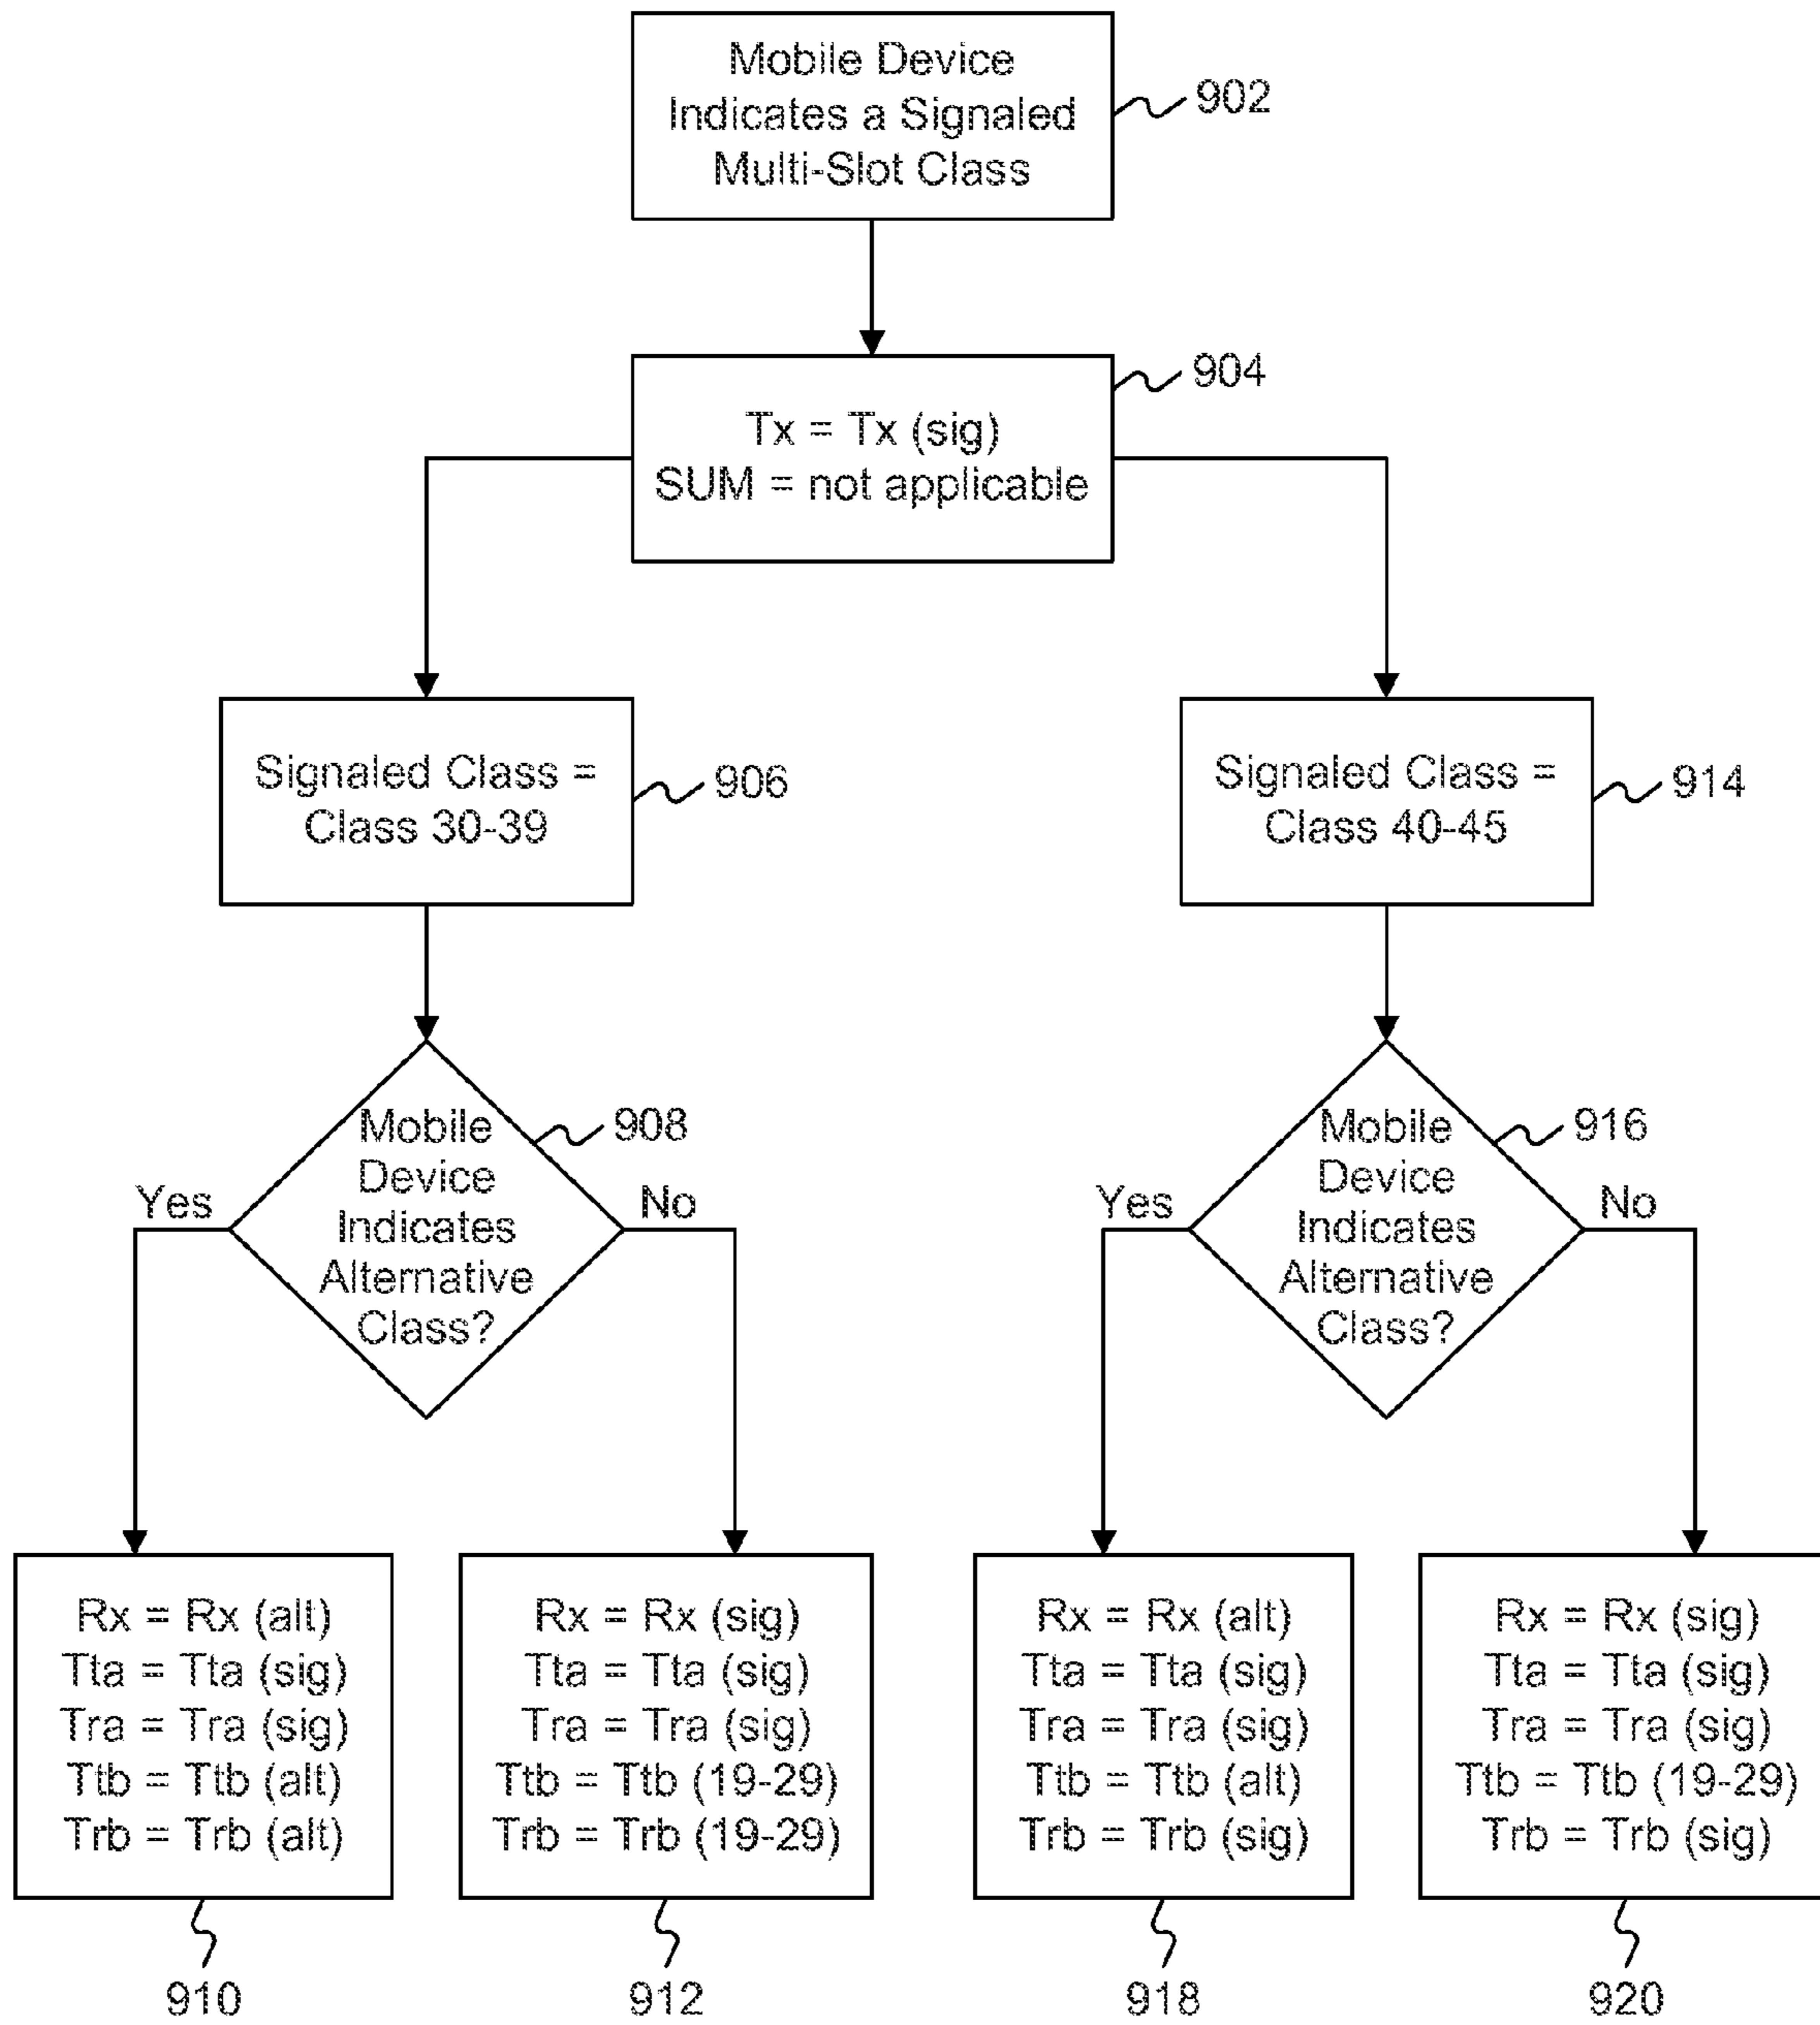 Mobile Device
Indicates a Signaled
Multi-Slot Class
902
904
Tx = Tx (sig)
SUM = not applicable
Signaled Class =
Class 30-39
906
Signaled Class =
Class 40-45
914
Mobile
Device
Indicates
Alternative
Class?
908
Yes
No
Mobile
Device
Indicates
Alternative
Class?
916
Yes
No
Rx = Rx (alt)
Tta = Tta (sig)
Tra = Tra (sig)
Ttb = Ttb (alt)
Trb = Trb (alt)
910
Rx = Rx (sig)
Tta = Tta (sig)
Tra = Tra (sig)
Ttb = Ttb (19-29)
Trb = Trb (19-29)
912
Rx = Rx (alt)
Tta = Tta (sig)
Tra = Tra (sig)
Ttb = Ttb (alt)
Trb = Trb (sig)
918
Rx = Rx (sig)
Tta = Tta (sig)
Tra = Tra (sig)
Ttb = Ttb (19-29)
Trb = Trb (sig)
920